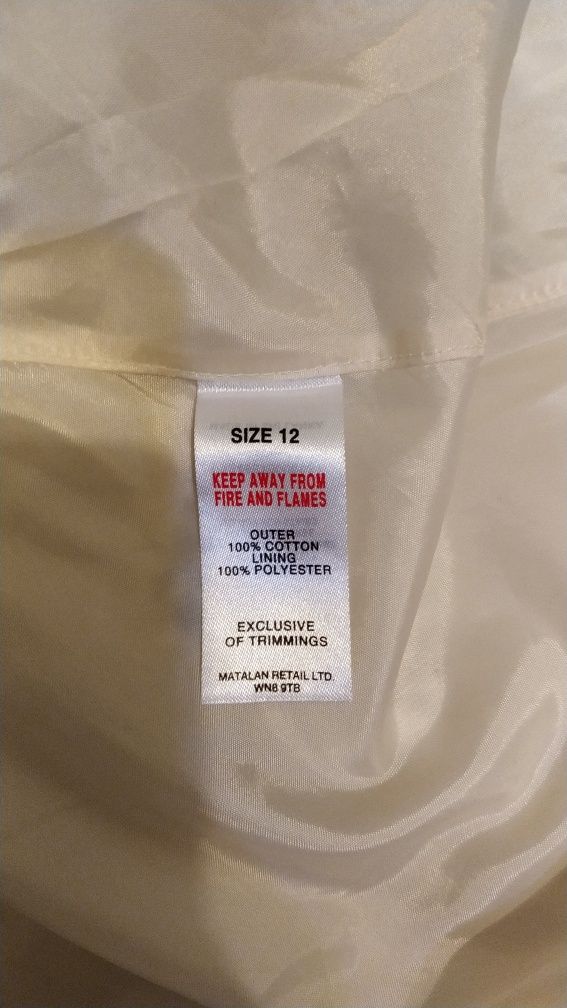 SIZE 12
KEEP AWAY FROM
FIRE AND FLAMES
OUTER
100% COTTON
LINING
100% POLYESTER
EXCLUSIVE
OF TRIMMINGS
MATALAN RETAIL LTD.
WN8 9TB